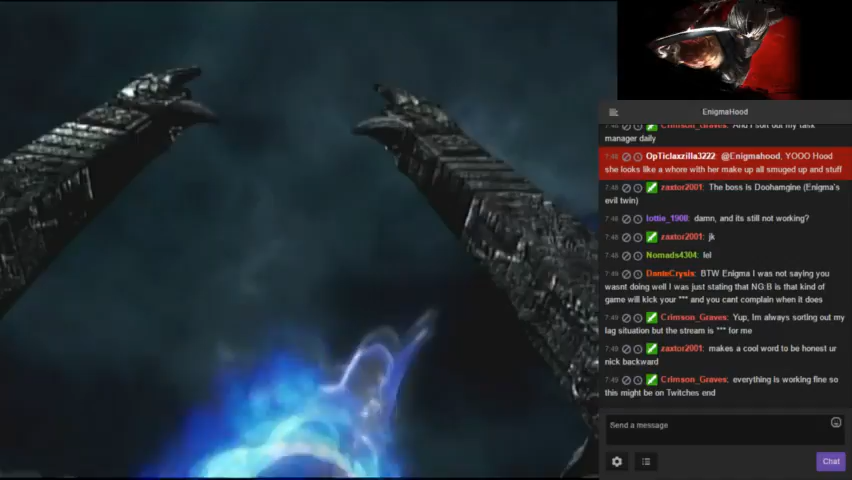 EnigmaHood
7:48 Crimson_Graves: And I sort out my task
manager daily
7:48 OpTiclaxzilla3222: @Enigmahood, YOOO Hood
she looks like a whore with her make up all smuged up and stuff
7:48 zaxtor2001: The boss is Doohamgine (Enigma's
evil twin)
7:48 lottie_1908: damn, and its still not working?
7:48 zaxtor2001: jk
7:48 Nomads4304: lel
7:49 DanteCrysis: BTW Enigma I was not saying you
wasnt doing well I was just stating that NG:B is that kind of
game will kick your *** and you cant complain when it does
7:49 Crimson_Graves: Yup, Im always sorting out my
lag situation but the stream is *** for me
7:49 zaxtor2001: makes a cool word to be honest ur
nick backward
7:49 Crimson_Graves: everything is working fine so
this might be on Twitches end
Send a message
Chat